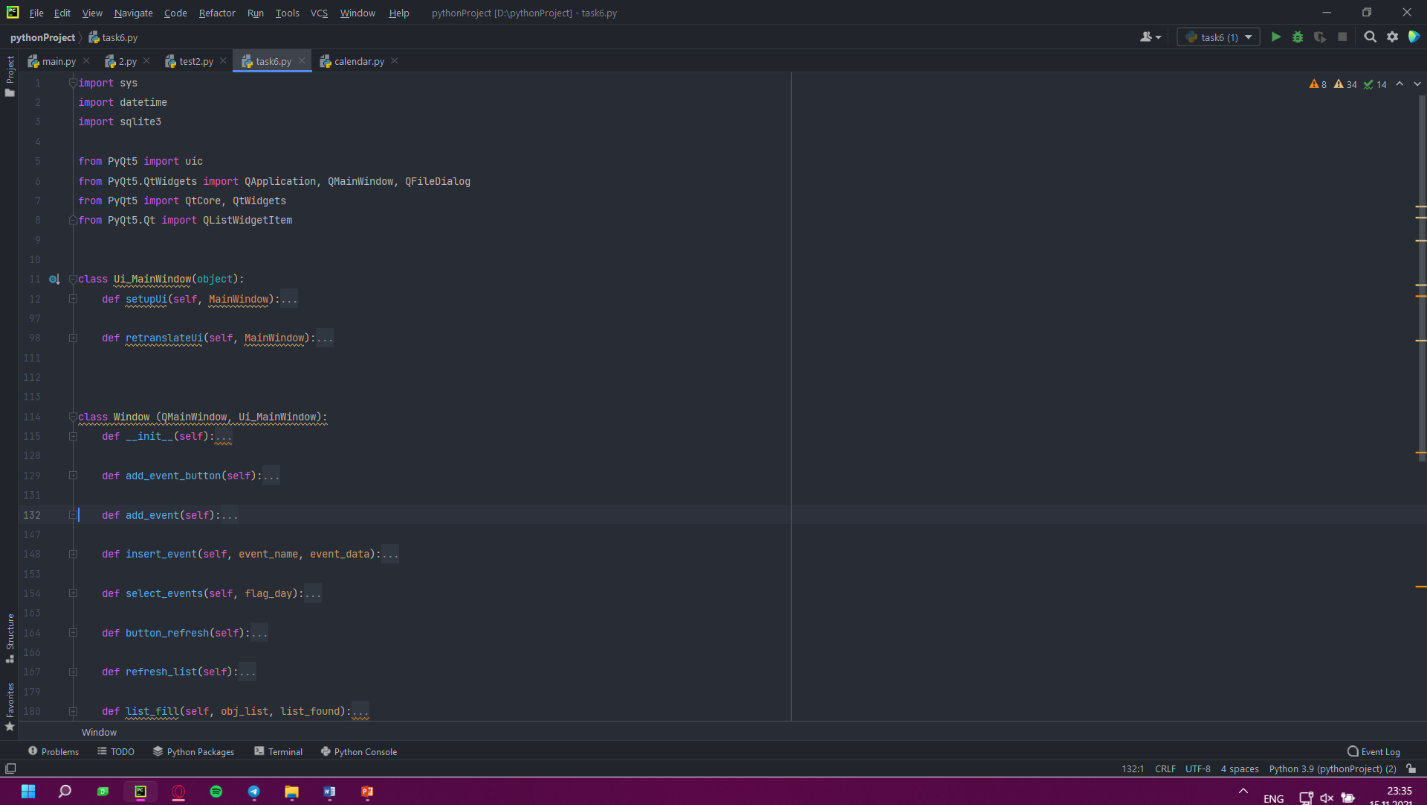 File Edit View Navigate Code Refactor Run Tools VCS Window Help pythonProject [D:\pythonProject] - task6.py
pythonProject task6.py task6 (1)
main.py 2.py test2.py task6.py calendar.py
Project
8 34 14
1 import sys
2 import datetime
3 import sqlite3
4
5 from PyQt5 import uic
6 from PyQt5.QtWidgets import QApplication, QMainWindow, QFileDialog
7 from PyQt5 import QtCore, QtWidgets
8 from PyQt5.Qt import QListWidgetItem
9
10
11 class Ui_MainWindow(object):
12 def setupUi(self, MainWindow):...
97
98 def retranslateUi(self, MainWindow):...
111
112
113
114 class Window (QMainWindow, Ui_MainWindow):
115 def __init__(self):...
128
129 def add_event_button(self):...
131
132 def add_event(self):...
147
148 def insert_event(self, event_name, event_data):...
153
154 def select_events(self, flag_day):...
163
164 def button_refresh(self):...
166
167 def refresh_list(self):...
179
180 def list_fill(self, obj_list, list_found):...
Structure
Favorites
Window
Problems TODO Python Packages Terminal Python Console Event Log
132:1 CRLF UTF-8 4 spaces Python 3.9 (pythonProject) (2)
ENG 23:35
15.11.2021